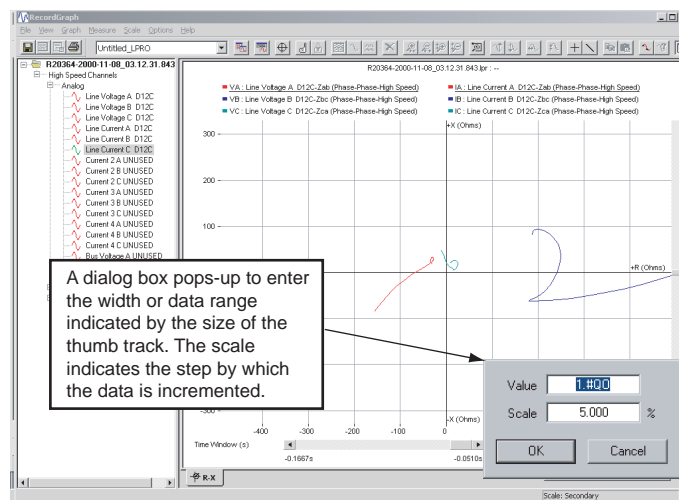 RecordGraph
File View Graph Measure Scale Options Help
Untitled_LPRO
R20364-2000-11-08_03.12.31.843
High Speed Channels
Analog
Line Voltage A D12C
Line Voltage B D12C
Line Voltage C D12C
Line Current A D12C
Line Current B D12C
Line Current C D12C
Current 2 A UNUSED
Current 2 B UNUSED
Current 2 C UNUSED
Current 3 A UNUSED
Current 3 B UNUSED
Current 3 C UNUSED
Current 4 A UNUSED
Current 4 B UNUSED
Current 4 C UNUSED
Bus Voltage A UNUSED
R20364-2000-11-08_03.12.31.843.lpr : --
VA : Line Voltage A D12C-Zab (Phase-Phase-High Speed)
IA : Line Current A D12C-Zab (Phase-Phase-High Speed)
VB : Line Voltage B D12C-Zbc (Phase-Phase-High Speed)
IB : Line Current B D12C-Zbc (Phase-Phase-High Speed)
VC : Line Voltage C D12C-Zca (Phase-Phase-High Speed)
IC : Line Current C D12C-Zca (Phase-Phase-High Speed)
+X (Ohms)
300
200
100
+R (Ohms)
A dialog box pops-up to enter
the width or data range
indicated by the size of the
thumb track. The scale
indicates the step by which
the data is incremented.
-300
-X (Ohms)
-400 -300 -200 -100 0
Time Window (s)
-0.1667s -0.0510s
R-X
Value 1.#QO
Scale 5.000 %
OK Cancel
Scale: Secondary